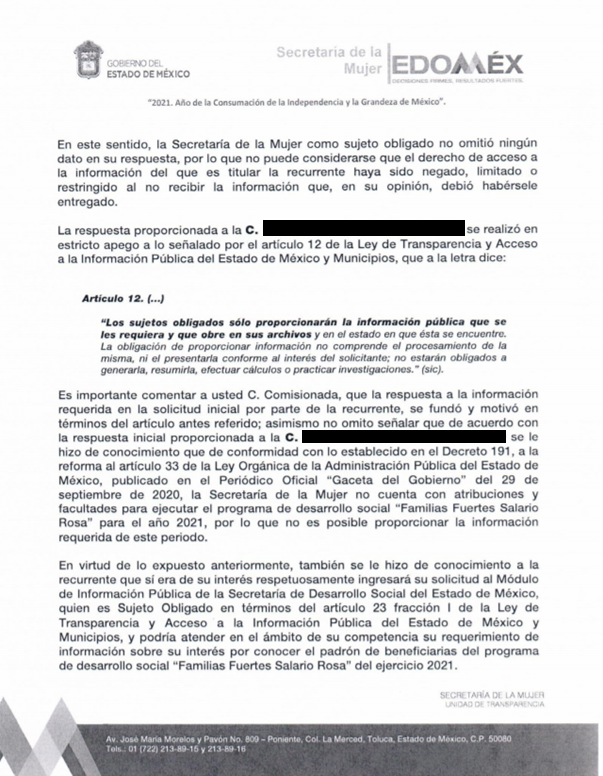 GOBIERNO DEL
ESTADO DE MÉXICO
Secretaría de la
Mujer
EDOMÉX
DECISIONES FIRMES, RESULTADOS FUERTES.
"2021. Año de la Consumación de la Independencia y la Grandeza de México".
En este sentido, la Secretaría de la Mujer como sujeto obligado no omitió ningún
dato en su respuesta, por lo que no puede considerarse que el derecho de acceso a
la información del que es titular la recurrente haya sido negado, limitado o
restringido al no recibir la información que, en su opinión, debió habérsele
entregado.
La respuesta proporcionada a la C. se realizó en
estricto apego a lo señalado por el artículo 12 de la Ley de Transparencia y Acceso
a la Información Pública del Estado de México y Municipios, que a la letra dice:
Artículo 12. (...)
"Los sujetos obligados sólo proporcionarán la información pública que se
les requiera y que obre en sus archivos y en el estado en que ésta se encuentre.
La obligación de proporcionar información no comprende el procesamiento de la
misma, ni el presentarla conforme al interés del solicitante; no estarán obligados a
generarla, resumirla, efectuar cálculos o practicar investigaciones." (sic).
Es importante comentar a usted C. Comisionada, que la respuesta a la información
requerida en la solicitud inicial por parte de la recurrente, se fundó y motivó en
términos del artículo antes referido; asimismo no omito señalar que de acuerdo con
la respuesta inicial proporcionada a la C. se le
hizo de conocimiento que de conformidad con lo establecido en el Decreto 191, a
la reforma al artículo 33 de la Ley Orgánica de la Administración Pública del Estado de
México, publicado en el Periódico Oficial "Gaceta del Gobierno" del 29 de
septiembre de 2020, la Secretaría de la Mujer no cuenta con atribuciones y
facultades para ejecutar el programa de desarrollo social "Familias Fuertes Salario
Rosa" para el año 2021, por lo que no es posible proporcionar la información
requerida de este periodo.
En virtud de lo expuesto anteriormente, también se le hizo de conocimiento a la
recurrente que sí era de su interés respetuosamente ingresará su solicitud al Módulo
de Información Pública de la Secretaría de Desarrollo Social del Estado de México,
quien es Sujeto Obligado en términos del artículo 23 fracción I de la Ley de
Transparencia y Acceso a la Información Pública del Estado de México y
Municipios, y podría atender en el ámbito de su competencia su requerimiento de
información sobre su interés por conocer el padrón de beneficiarias del programa
de desarrollo social "Familias Fuertes Salario Rosa" del ejercicio 2021.
SECRETARÍA DE LA MUJER
UNIDAD DE TRANSPARENCIA
Av. José María Morelos y Pavón No. 809 – Poniente, Col. La Merced, Toluca, Estado de México, C.P. 50080
Tels.: 01 (722) 213-89-15 y 213-89-16